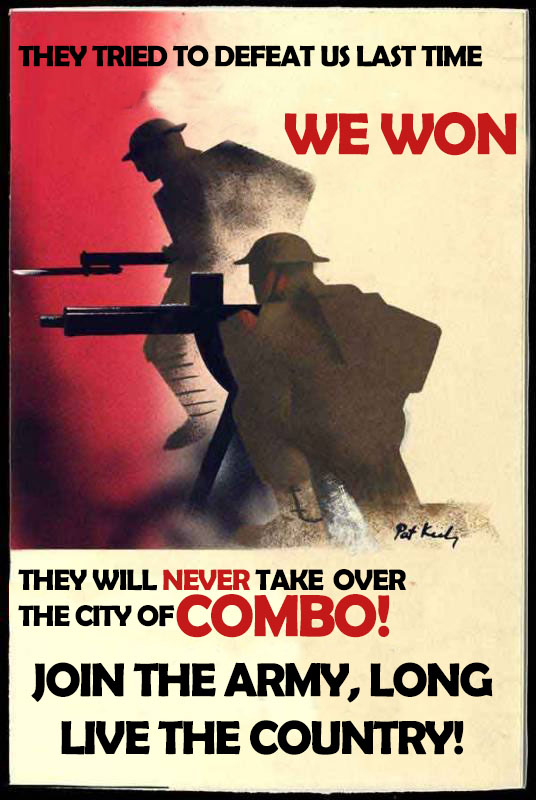 THEY TRIED TO DEFEAT US LAST TIME
WE WON
Pat Keely
THEY WILL NEVER TAKE OVER
THE CITY OF COMBO!
JOIN THE ARMY, LONG
LIVE THE COUNTRY!